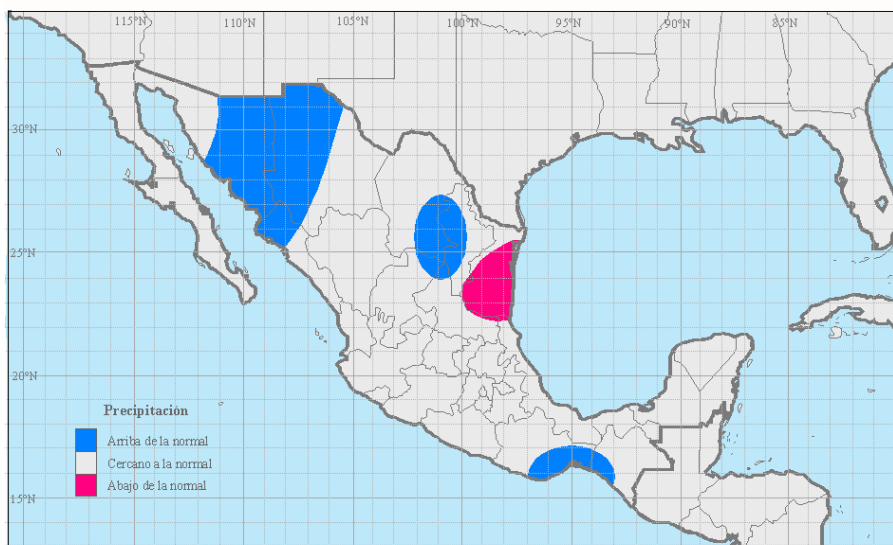 115°N 110°N 105°N 100°N 95°N 90°N 85°N
30°N
25°N
20°N
15°N
Precipitación
Arriba de la normal
Cercano a la normal
Abajo de la normal